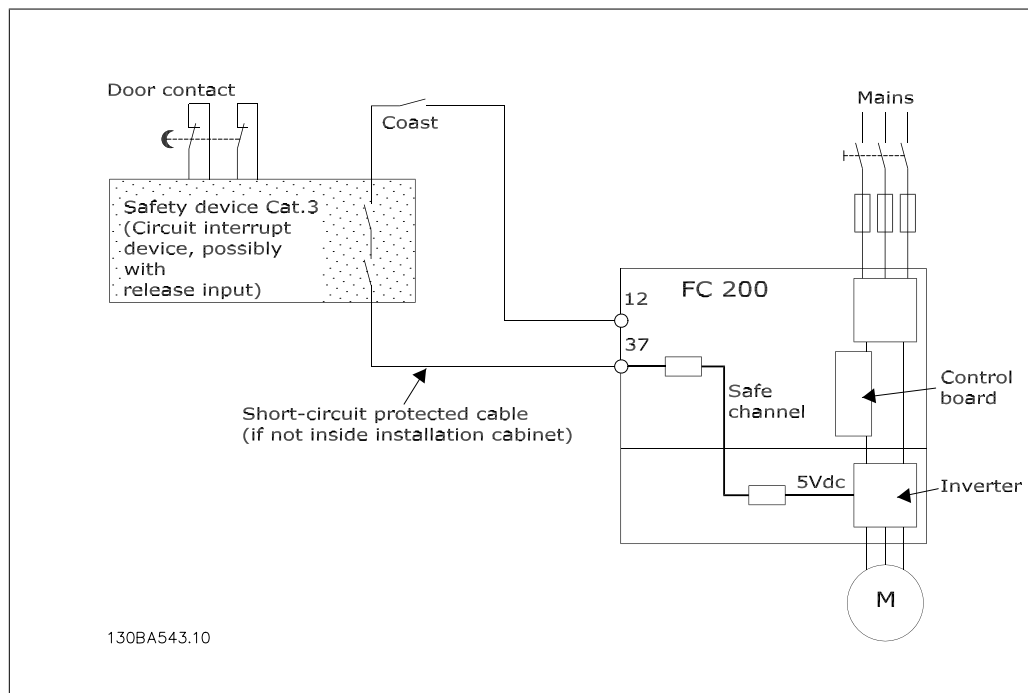 Door contact
Coast
Mains
Safety device Cat.3
(Circuit interrupt
device, possibly
with
release input)
FC 200
12
37
Safe
channel
Control
board
Short-circuit protected cable
(if not inside installation cabinet)
5Vdc
Inverter
M
130BA543.10